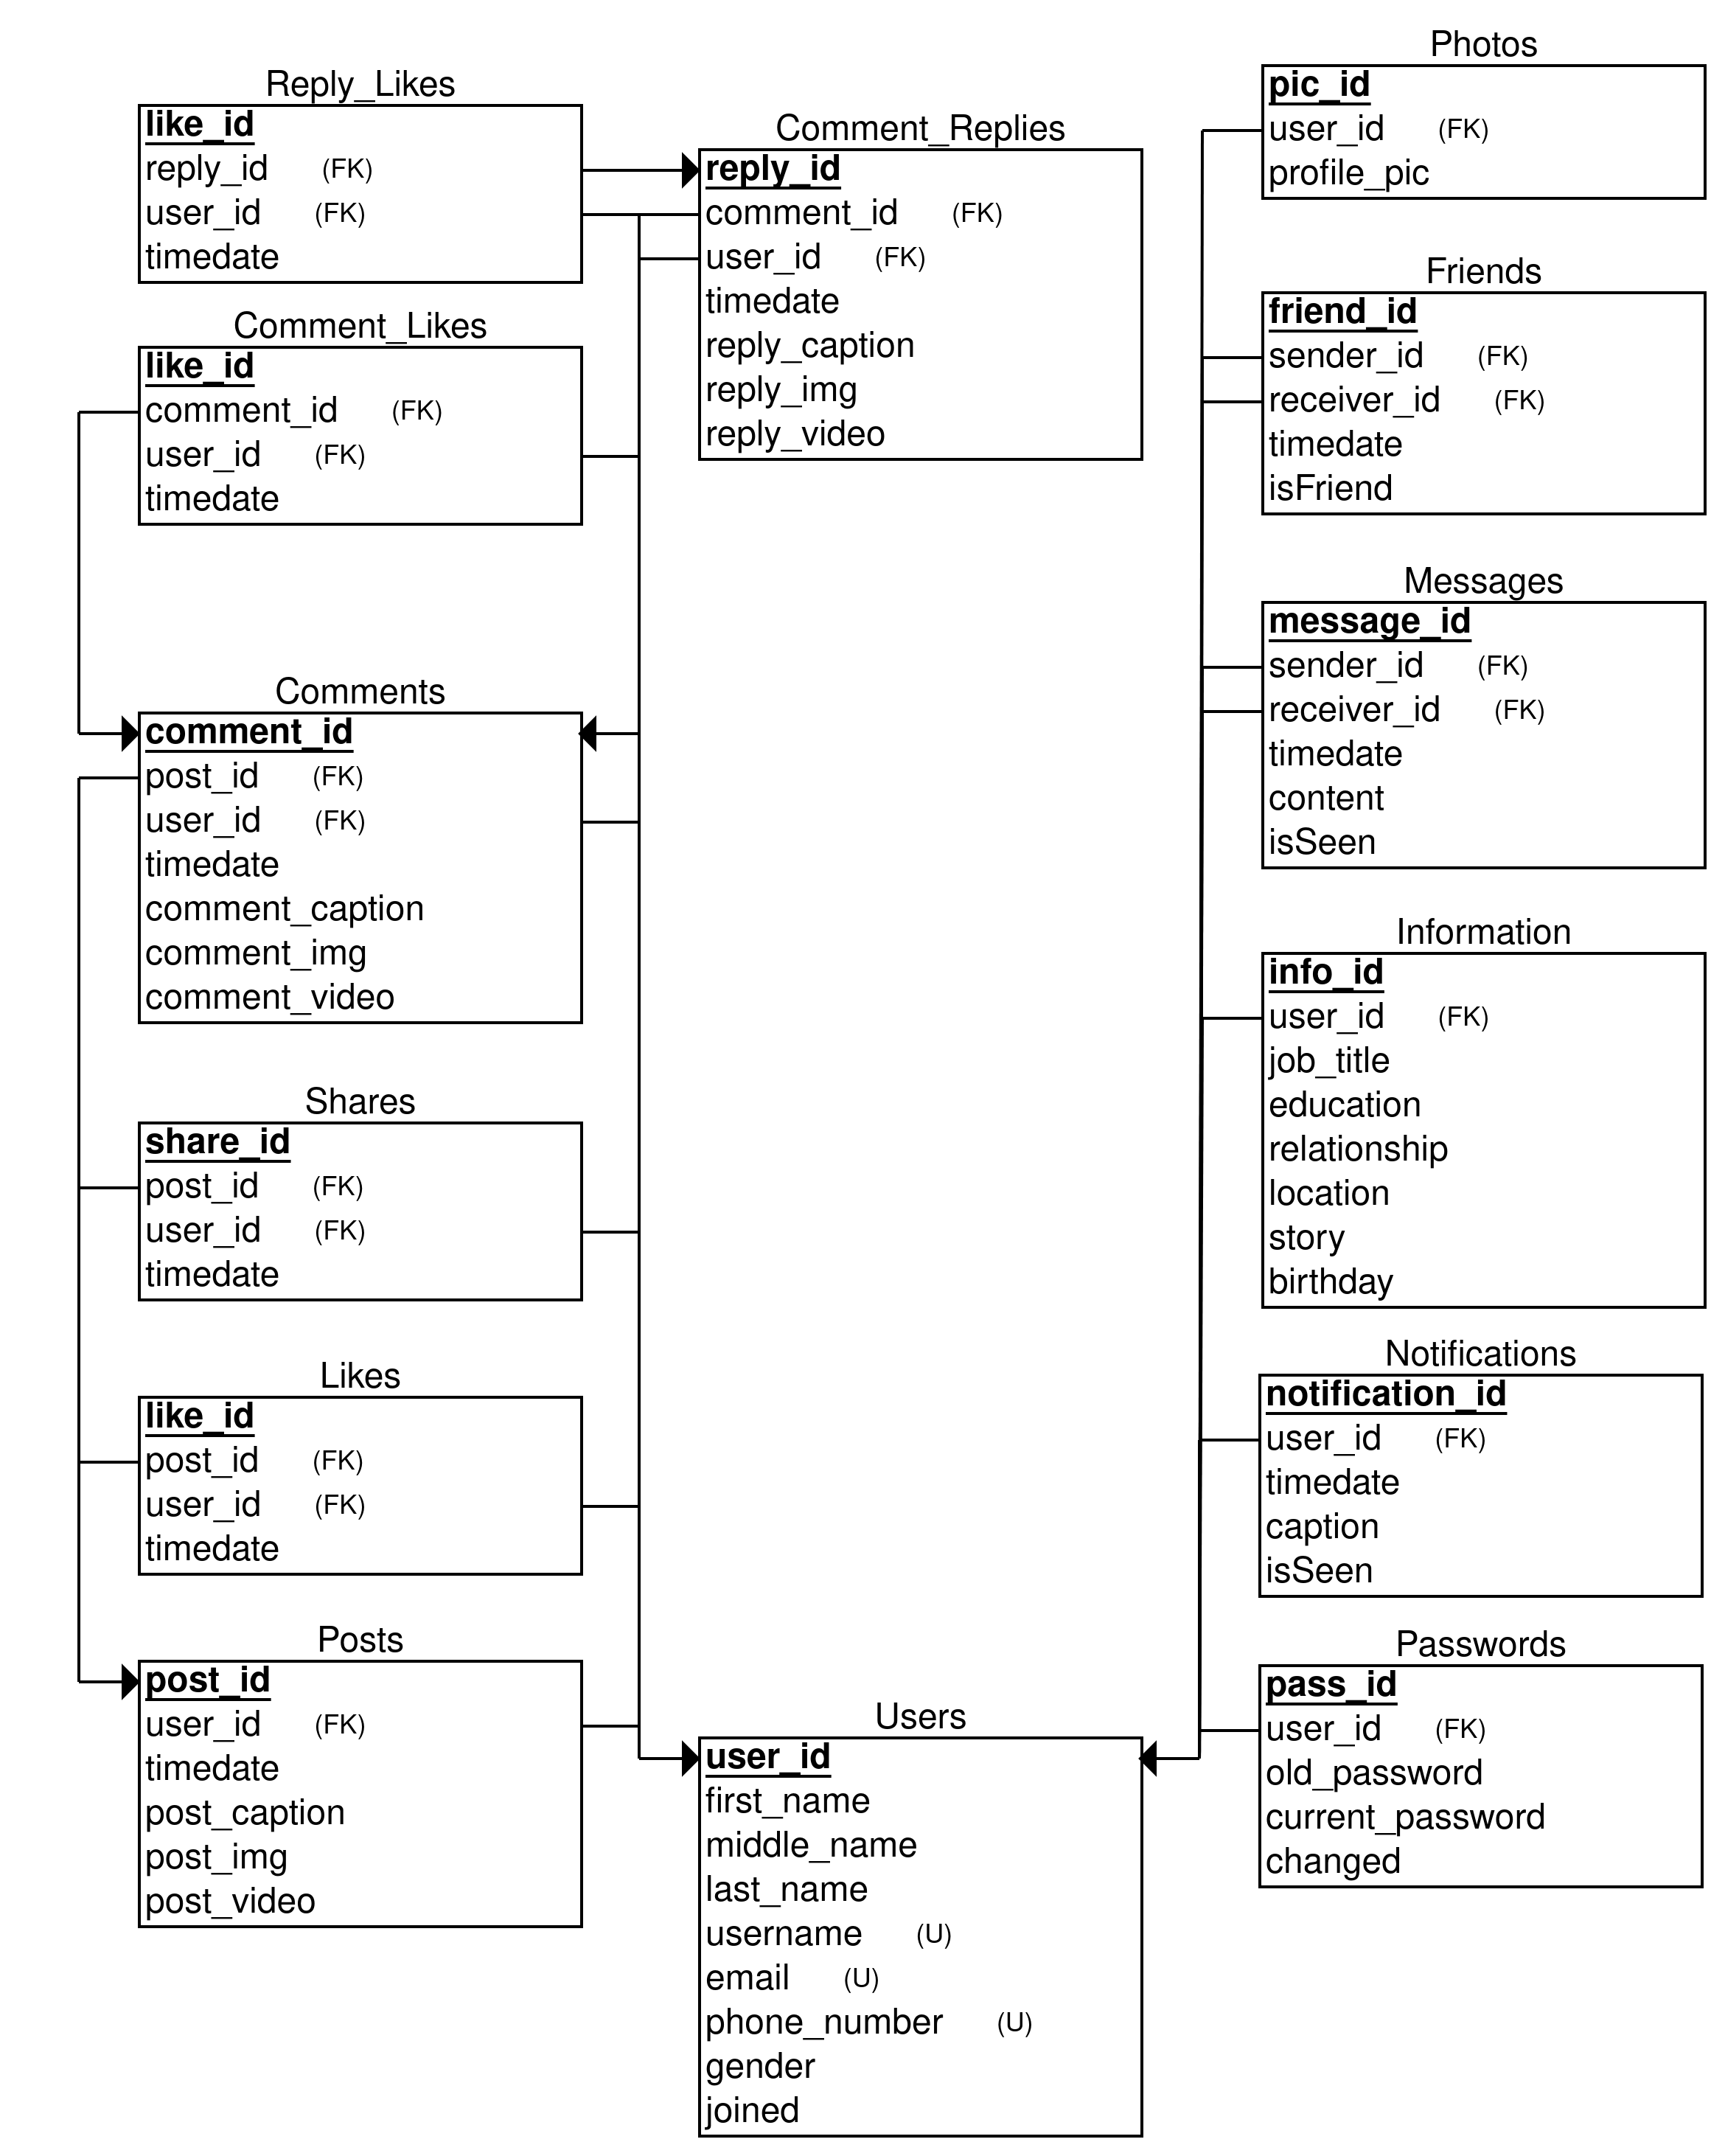 Reply_Likes
like_id
reply_id (FK)
user_id (FK)
timedate
Comment_Likes
like_id
comment_id (FK)
user_id (FK)
timedate
Comments
comment_id
post_id (FK)
user_id (FK)
timedate
comment_caption
comment_img
comment_video
Shares
share_id
post_id (FK)
user_id (FK)
timedate
Likes
like_id
post_id (FK)
user_id (FK)
timedate
Posts
post_id
user_id (FK)
timedate
post_caption
post_img
post_video
Comment_Replies
reply_id
comment_id (FK)
user_id (FK)
timedate
reply_caption
reply_img
reply_video
Users
user_id
first_name
middle_name
last_name
username (U)
email (U)
phone_number (U)
gender
joined
Photos
pic_id
user_id (FK)
profile_pic
Friends
friend_id
sender_id (FK)
receiver_id (FK)
timedate
isFriend
Messages
message_id
sender_id (FK)
receiver_id (FK)
timedate
content
isSeen
Information
info_id
user_id (FK)
job_title
education
relationship
location
story
birthday
Notifications
notification_id
user_id (FK)
timedate
caption
isSeen
Passwords
pass_id
user_id (FK)
old_password
current_password
changed